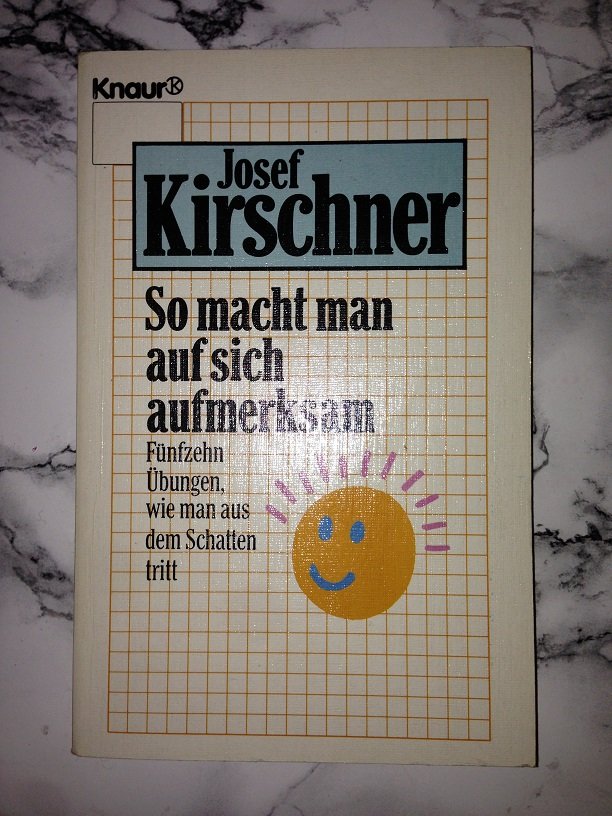 Knaur K
Josef
Kirschner
So macht man
auf sich
aufmerksam
Fünfzehn
Übungen,
wie man aus
dem Schatten
tritt